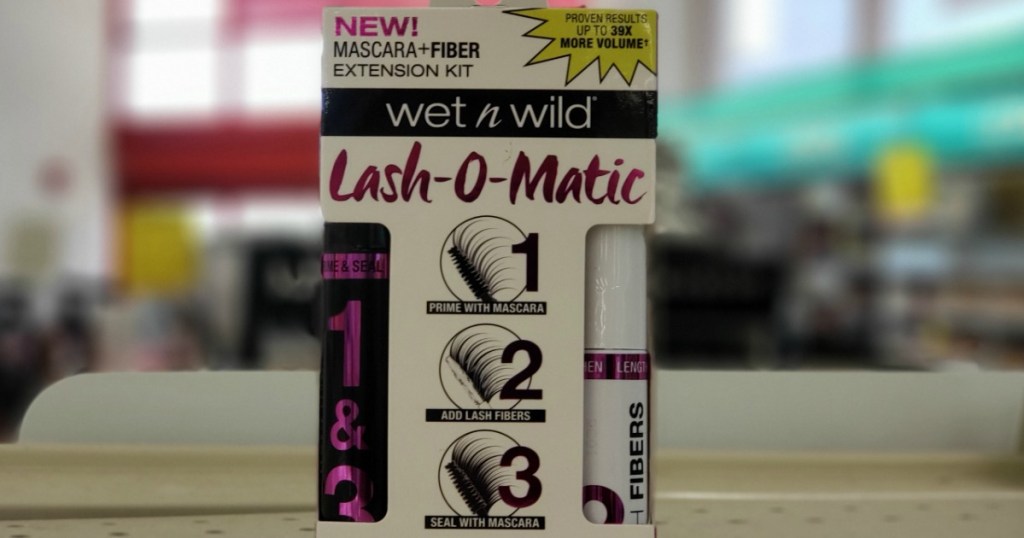 NEW!
MASCARA+FIBER
EXTENSION KIT
PROVEN RESULTS
UP TO 39X
MORE VOLUME†
wet n wild®
Lash-O-Matic
& SEAL
1
&
3
1
PRIME WITH MASCARA
2
ADD LASH FIBERS
3
SEAL WITH MASCARA
FIBERS